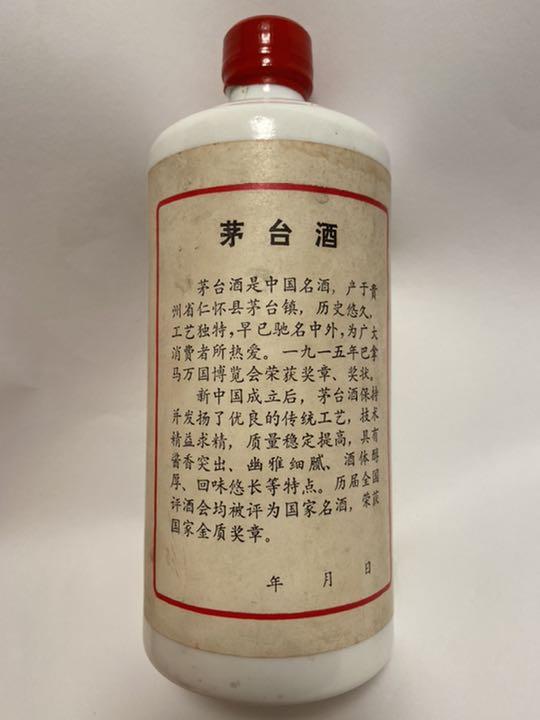 茅台酒
茅台酒是中国名酒，产于贵
州省仁怀县茅台镇，历史悠久，
工艺独特，早已驰名中外，为广大
消费者所热爱。一九一五年巴拿
马万国博览会荣获奖章、奖状。
新中国成立后，茅台酒保持
并发扬了优良的传统工艺，技术
精益求精，质量稳定提高，具有
酱香突出、幽雅细腻、酒体醇
厚、回味悠长等特点。历届全国
评酒会均被评为国家名酒，荣获
国家金质奖章。
年 月 日